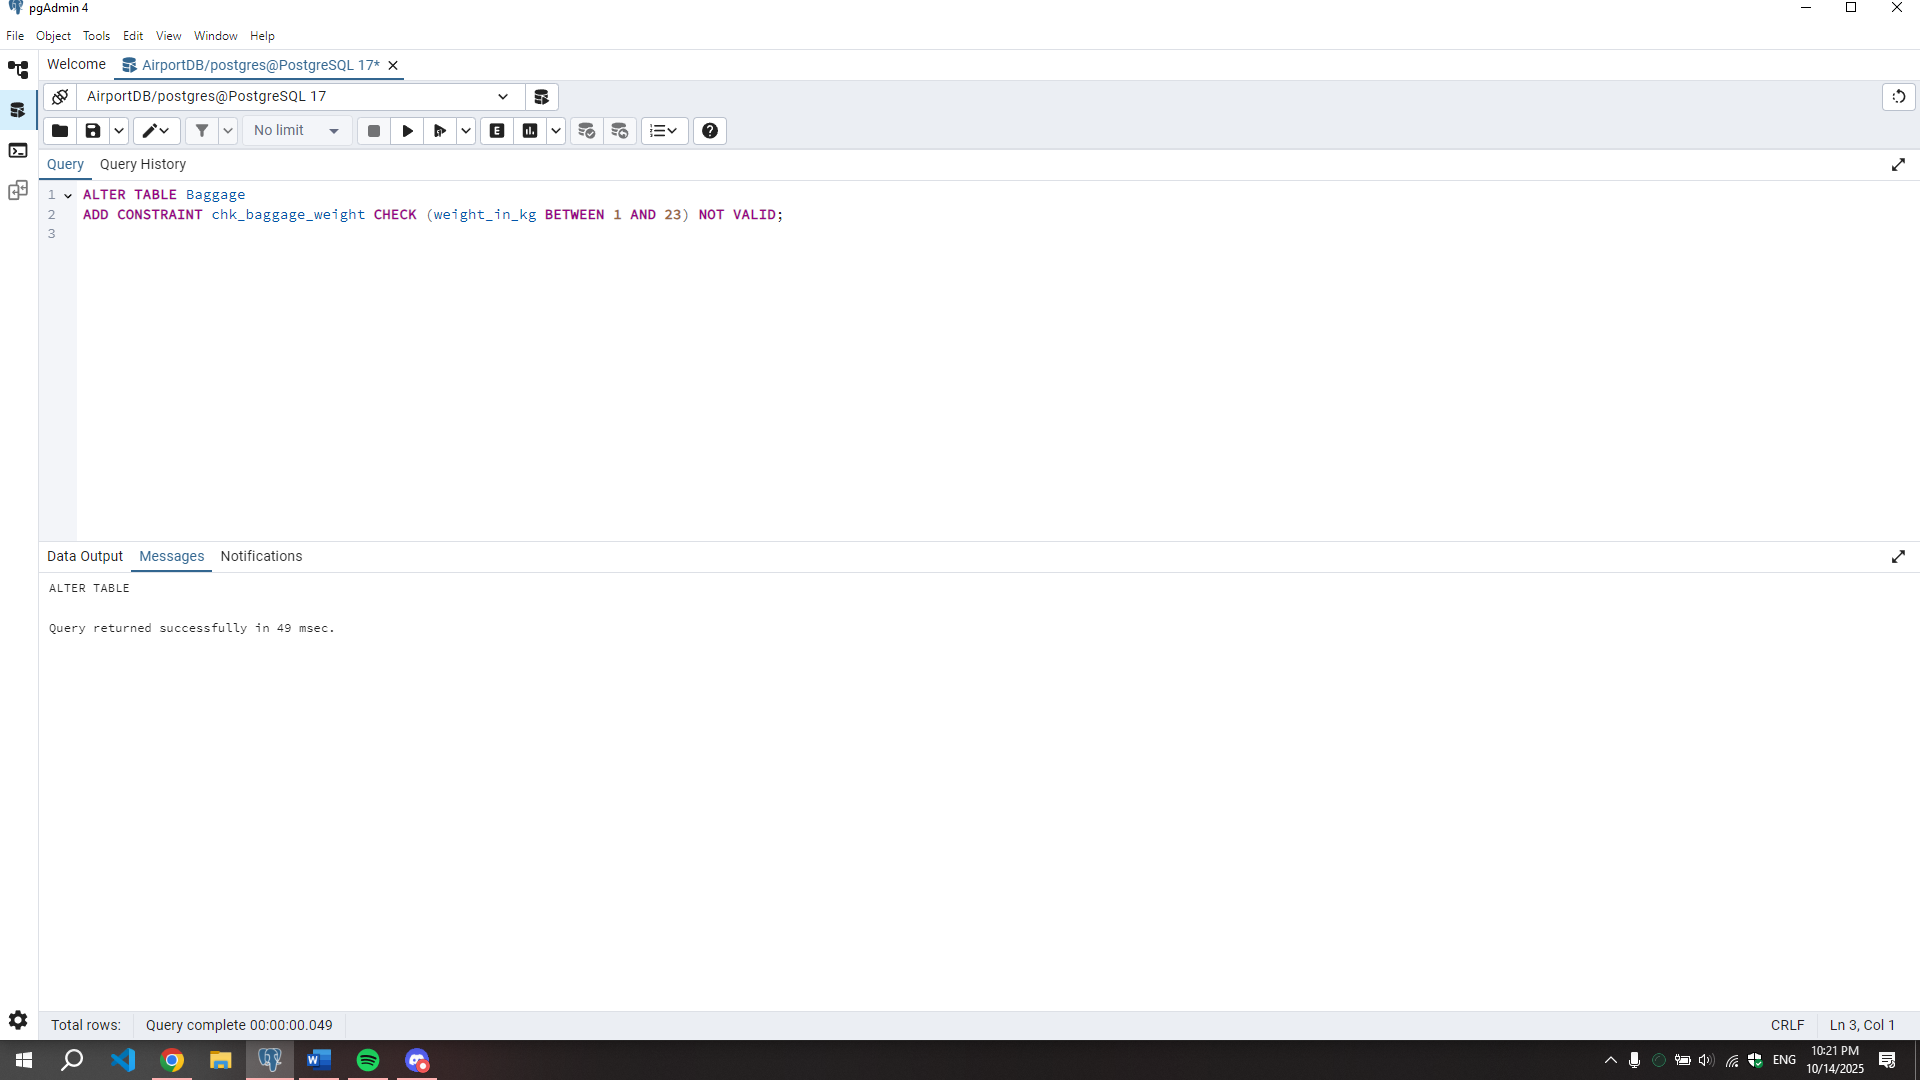 pgAdmin 4
File Object Tools Edit View Window Help
Welcome AirportDB/postgres@PostgreSQL 17*
AirportDB/postgres@PostgreSQL 17
No limit
Query Query History
1 ALTER TABLE Baggage
2 ADD CONSTRAINT chk_baggage_weight CHECK (weight_in_kg BETWEEN 1 AND 23) NOT VALID;
3
Data Output Messages Notifications
ALTER TABLE
Query returned successfully in 49 msec.
Total rows: Query complete 00:00:00.049 CRLF Ln 3, Col 1
ENG
10:21 PM
10/14/2025